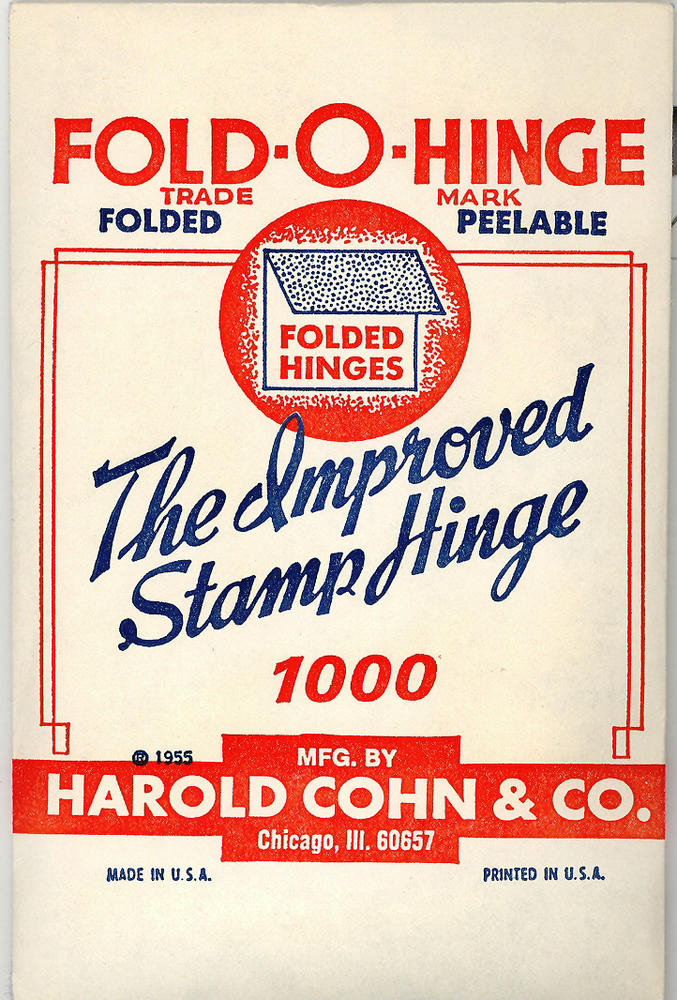 FOLD-O-HINGE
TRADE MARK
FOLDED PEELABLE
FOLDED
HINGES
The Improved
Stamp Hinge
1000
® 1955
MFG. BY
HAROLD COHN & CO.
Chicago, Ill. 60657
MADE IN U.S.A. PRINTED IN U.S.A.